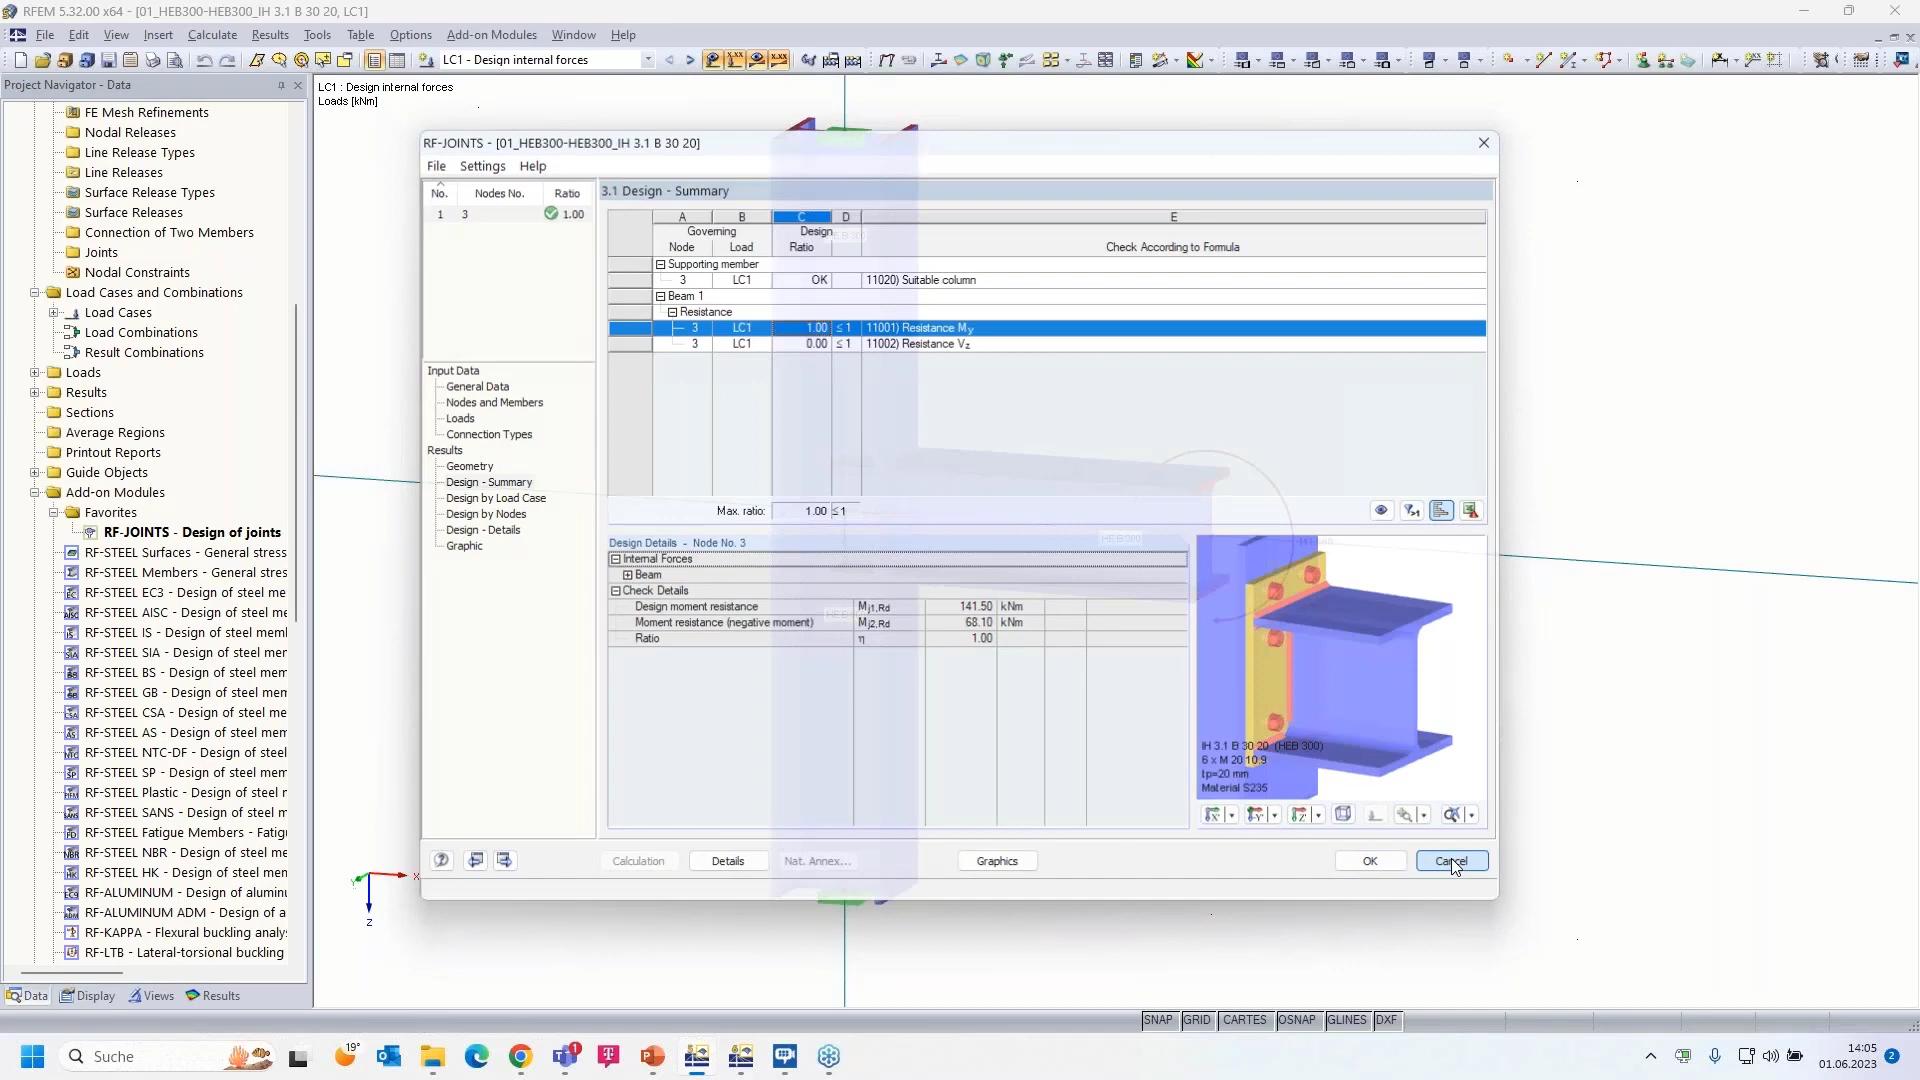 RFEM 5.32.00 x64 - [01_HEB300-HEB300_IH 3.1 B 30 20, LC1]
File Edit View Insert Calculate Results Tools Table Options Add-on Modules Window Help
LC1 - Design internal forces
Project Navigator - Data
FE Mesh Refinements
Nodal Releases
Line Release Types
Line Releases
Surface Release Types
Surface Releases
Connection of Two Members
Joints
Nodal Constraints
Load Cases and Combinations
Load Cases
Load Combinations
Result Combinations
Loads
Results
Sections
Average Regions
Printout Reports
Guide Objects
Add-on Modules
Favorites
RF-JOINTS - Design of joints
RF-STEEL Surfaces - General stress
RF-STEEL Members - General stres
RF-STEEL EC3 - Design of steel me
RF-STEEL AISC - Design of steel me
RF-STEEL IS - Design of steel meml
RF-STEEL SIA - Design of steel mer
RF-STEEL BS - Design of steel mer
RF-STEEL GB - Design of steel mer
RF-STEEL CSA - Design of steel me
RF-STEEL AS - Design of steel mer
RF-STEEL NTC-DF - Design of steel
RF-STEEL SP - Design of steel mem
RF-STEEL Plastic - Design of steel r
RF-STEEL SANS - Design of steel me
RF-STEEL Fatigue Members - Fatigu
RF-STEEL NBR - Design of steel me
RF-STEEL HK - Design of steel mem
RF-ALUMINUM - Design of aluminu
RF-ALUMINUM ADM - Design of a
RF-KAPPA - Flexural buckling analy
RF-LTB - Lateral-torsional buckling
Data Display Views Results
LC1 : Design internal forces
Loads [kNm]
X
Y
Z
RF-JOINTS - [01_HEB300-HEB300_IH 3.1 B 30 20]
File Settings Help
No. Nodes No. Ratio
1 3 1.00
Input Data
General Data
Nodes and Members
Loads
Connection Types
Results
Geometry
Design - Summary
Design by Load Case
Design by Nodes
Design - Details
Graphic
3.1 Design - Summary
A B C D E
Governing Design
Node Load Ratio Check According to Formula
Supporting member
3 LC1 OK 11020) Suitable column
Beam 1
Resistance
3 LC1 1.00 ≤ 1 11001) Resistance My
3 LC1 0.00 ≤ 1 11002) Resistance Vz
Max. ratio: 1.00 ≤ 1
HEB 300
Design Details - Node No. 3
Internal Forces
Beam
Check Details
Design moment resistance Mj1,Rd 141.50 kNm
Moment resistance (negative moment) Mj2,Rd 68.10 kNm
Ratio η 1.00
IH 3.1 B 30 20 (HEB 300)
6 x M 20 10.9
tp=20 mm
Material S235
Calculation Details Nat. Annex... Graphics OK Cancel
SNAP GRID CARTES OSNAP GLINES DXF
Suche
19°
1
14:05
01.06.2023
2